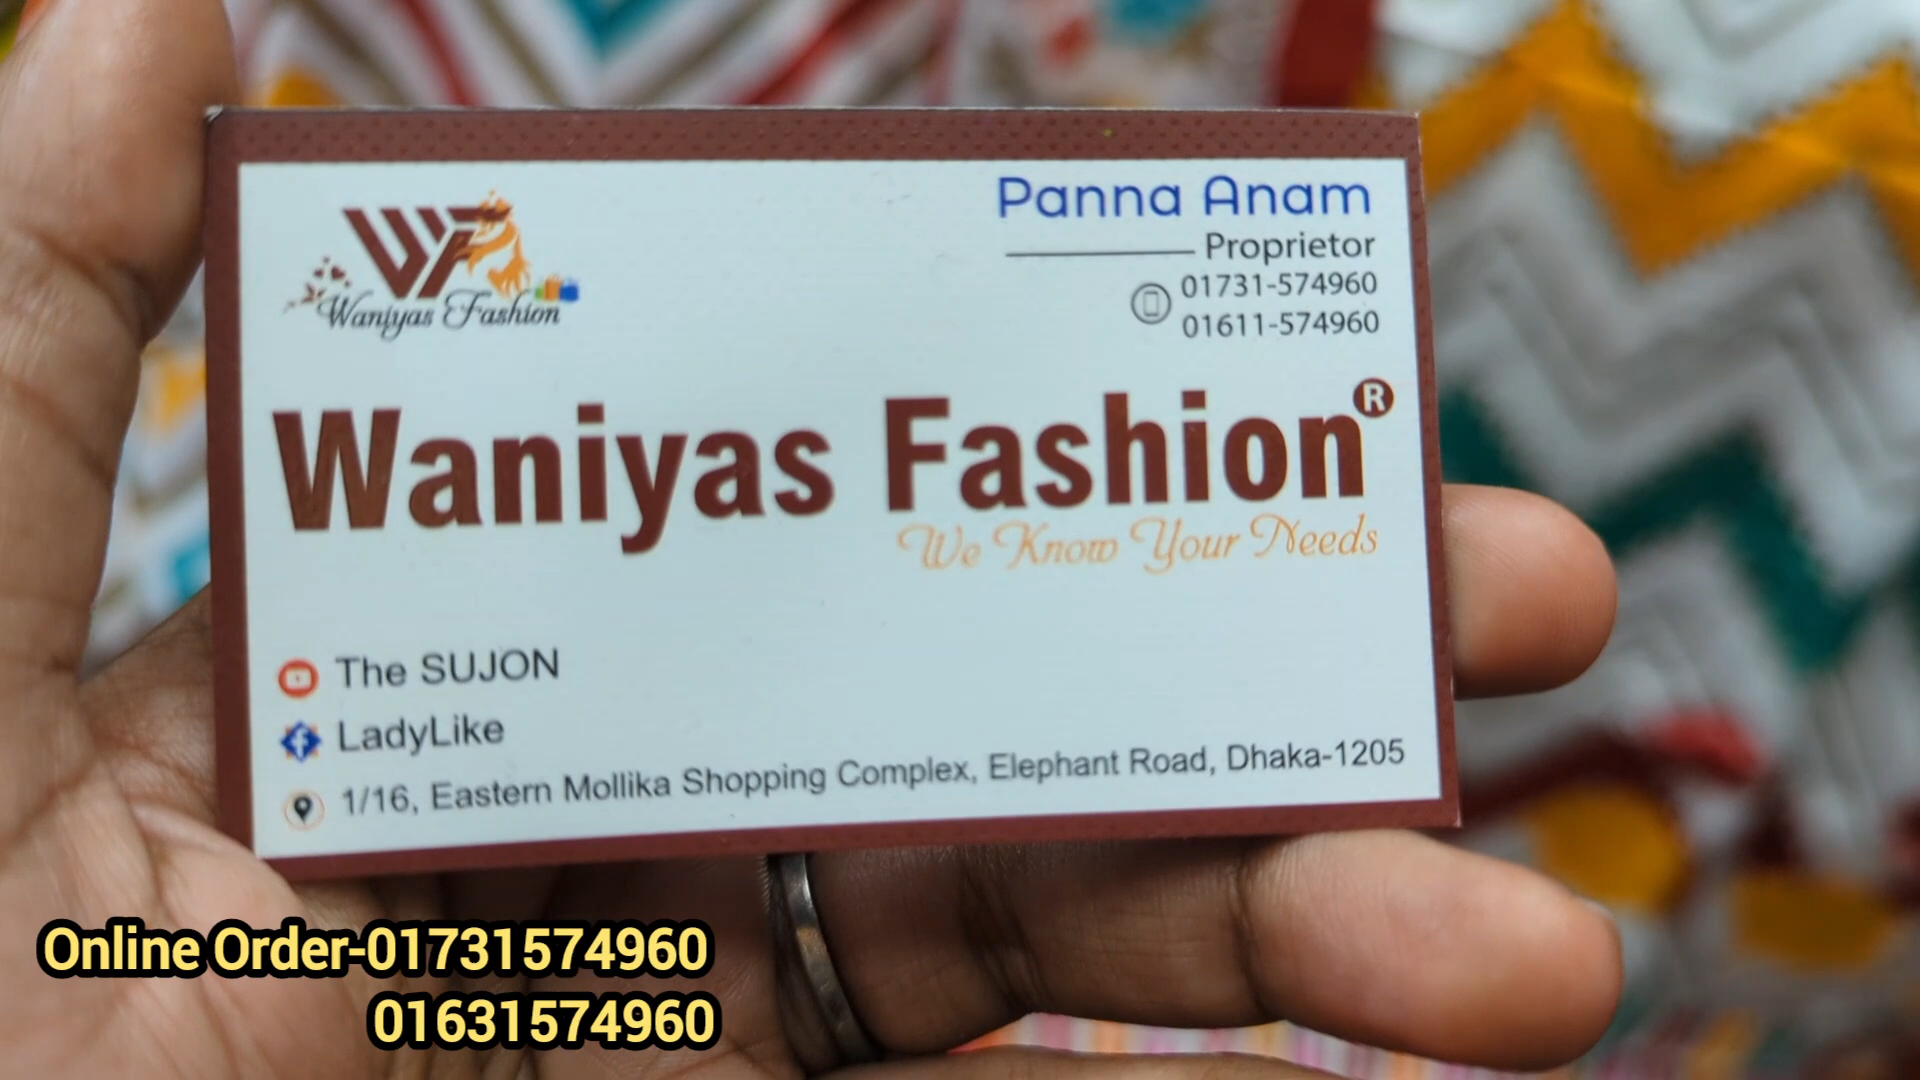 WF
Waniyas Fashion
Panna Anam
Proprietor
01731-574960
01611-574960
Waniyas Fashion®
We Know Your Needs
The SUJON
LadyLike
1/16, Eastern Mollika Shopping Complex, Elephant Road, Dhaka-1205
Online Order-01731574960
01631574960